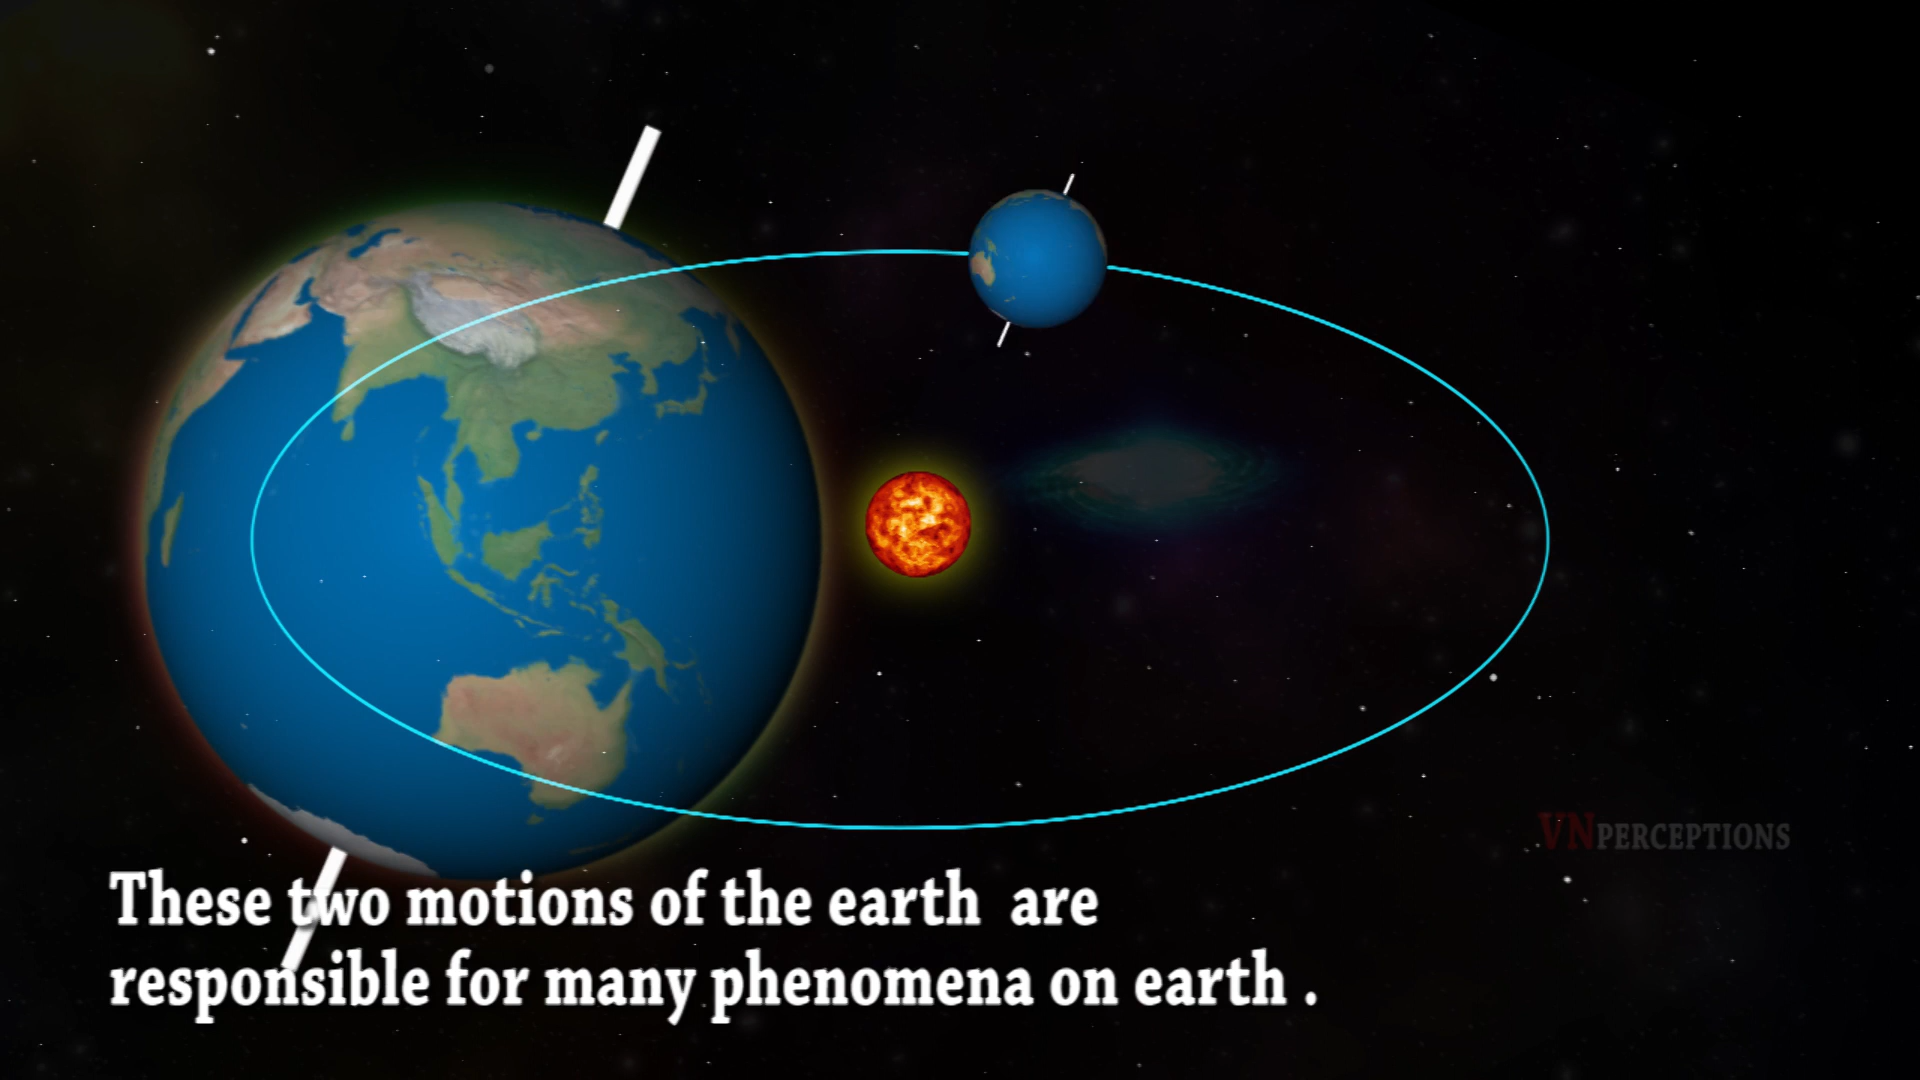 VNPERCEPTIONS
These two motions of the earth are
responsible for many phenomena on earth .